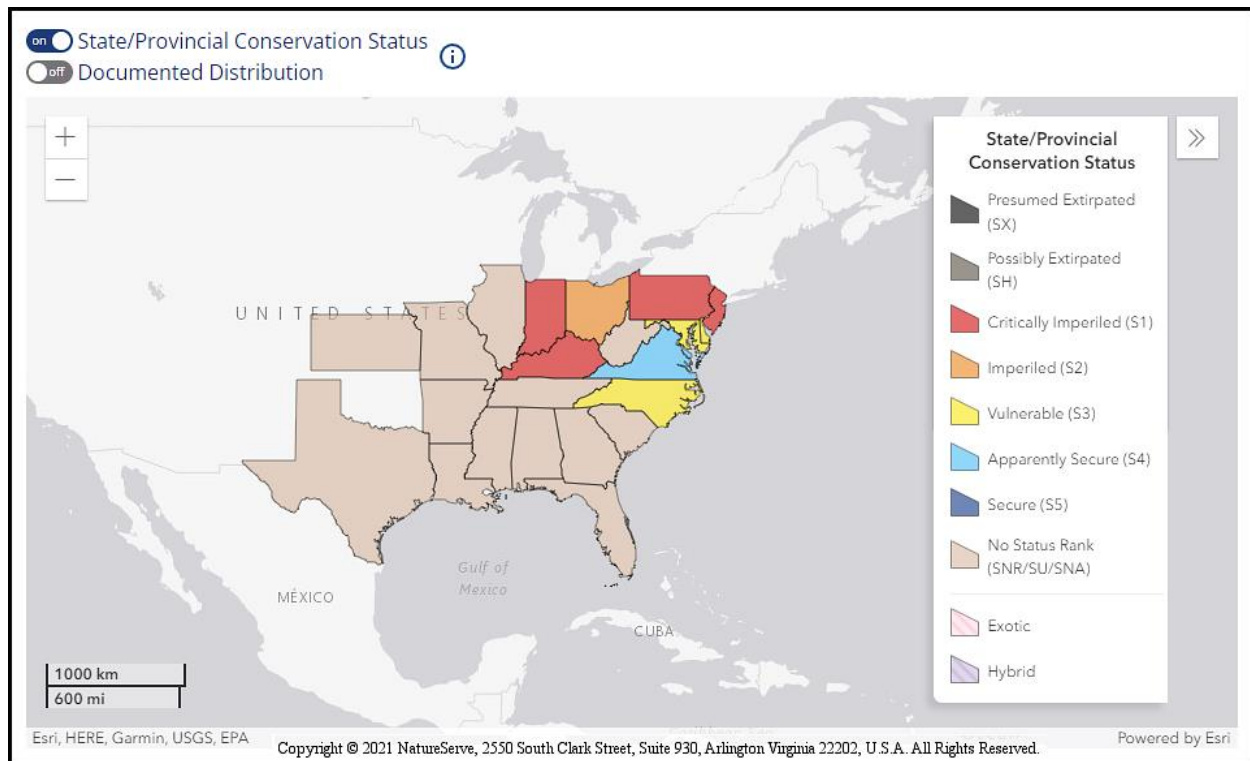 on State/Provincial Conservation Status
off Documented Distribution
i
+
−
State/Provincial
Conservation Status
Presumed Extirpated
(SX)
Possibly Extirpated
(SH)
Critically Imperiled (S1)
Imperiled (S2)
Vulnerable (S3)
Apparently Secure (S4)
Secure (S5)
No Status Rank
(SNR/SU/SNA)
Exotic
Hybrid
UNITED STATES
Gulf of
Mexico
MÉXICO
CUBA
1000 km
600 mi
Esri, HERE, Garmin, USGS, EPA
Copyright © 2021 NatureServe, 2550 South Clark Street, Suite 930, Arlington Virginia 22202, U.S.A. All Rights Reserved.
Powered by Esri